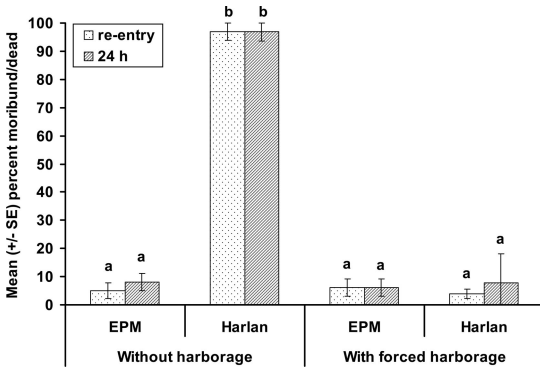 b b
100
90
80
70
60
50
40
30
20
10
0
Mean (+/- SE) percent moribund/dead
re-entry
24 h
a a
a a
a a
EPM Harlan EPM Harlan
Without harborage With forced harborage